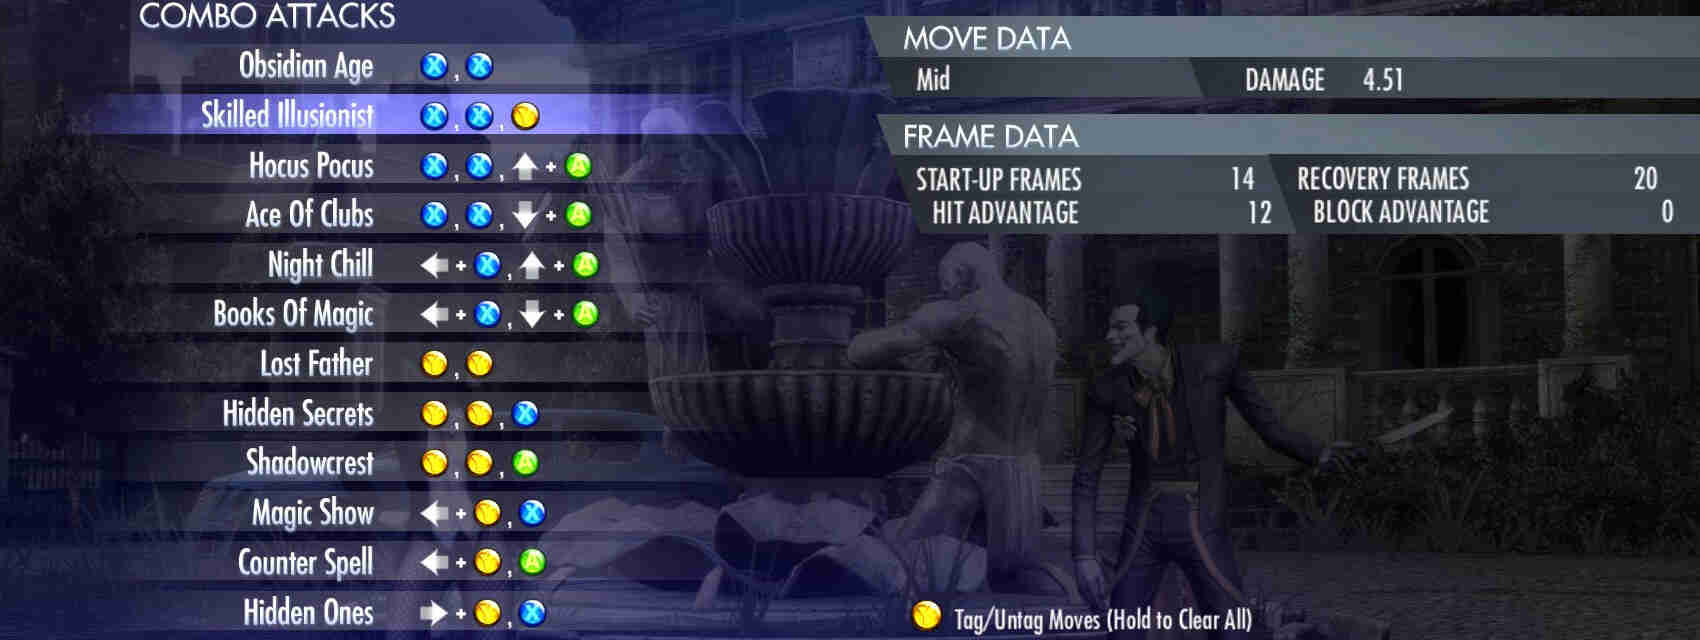 COMBO ATTACKS
Obsidian Age X, X
Skilled Illusionist X, X, Y
Hocus Pocus X, X, ⬆ + A
Ace Of Clubs X, X, ⬇ + A
Night Chill ⬅ + X, ⬆ + A
Books Of Magic ⬅ + X, ⬇ + A
Lost Father Y, Y
Hidden Secrets Y, Y, X
Shadowcrest Y, Y, A
Magic Show ⬅ + Y, X
Counter Spell ⬅ + Y, A
Hidden Ones ➡ + Y, X
MOVE DATA
Mid DAMAGE 4.51
FRAME DATA
START-UP FRAMES 14 RECOVERY FRAMES 20
HIT ADVANTAGE 12 BLOCK ADVANTAGE 0
Y Tag/Untag Moves (Hold to Clear All)